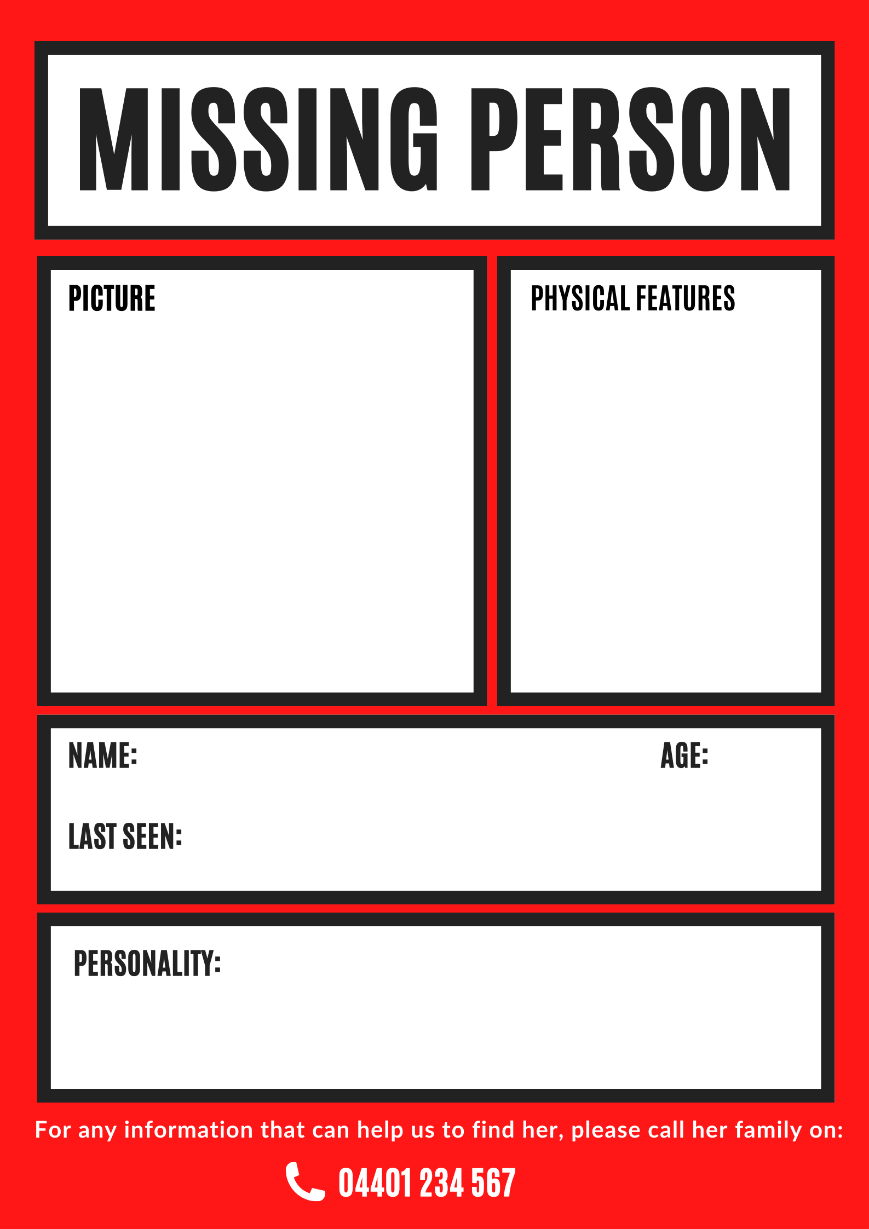 MISSING PERSON
PICTURE
PHYSICAL FEATURES
NAME:
AGE:
LAST SEEN:
PERSONALITY:
For any information that can help us to find her, please call her family on:
04401 234 567